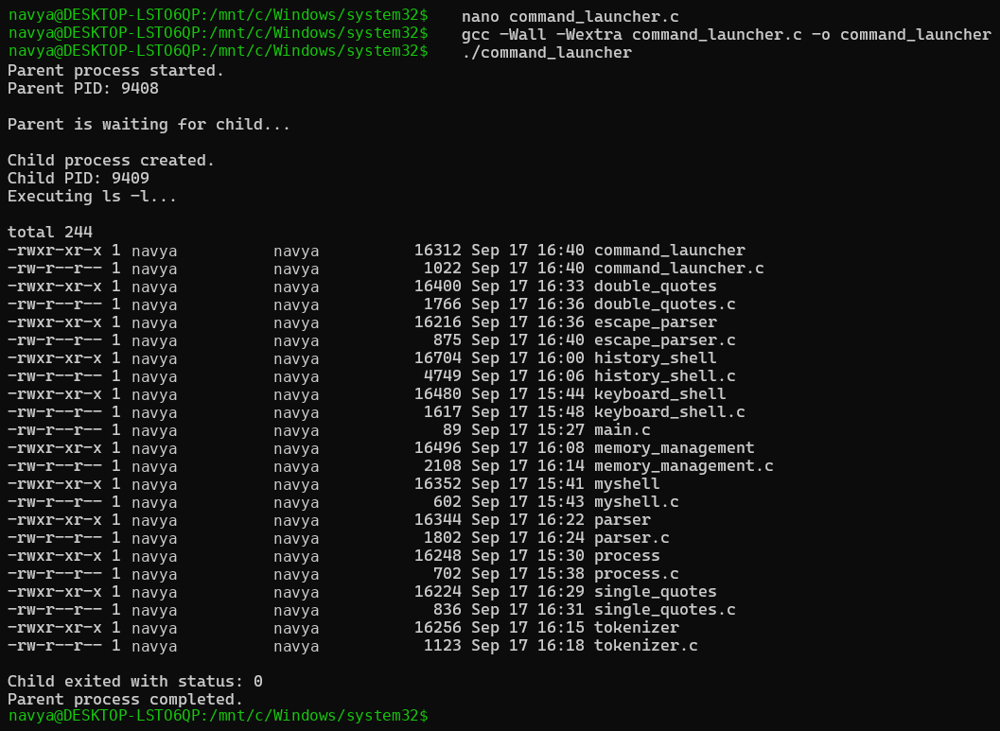 navya@DESKTOP-LSTO6QP:/mnt/c/Windows/system32$ nano command_launcher.c
navya@DESKTOP-LSTO6QP:/mnt/c/Windows/system32$ gcc -Wall -Wextra command_launcher.c -o command_launcher
navya@DESKTOP-LSTO6QP:/mnt/c/Windows/system32$ ./command_launcher
Parent process started.
Parent PID: 9408
Parent is waiting for child...
Child process created.
Child PID: 9409
Executing ls -l...
total 244
-rwxr-xr-x 1 navya navya 16312 Sep 17 16:40 command_launcher
-rw-r--r-- 1 navya navya 1022 Sep 17 16:40 command_launcher.c
-rwxr-xr-x 1 navya navya 16400 Sep 17 16:33 double_quotes
-rw-r--r-- 1 navya navya 1766 Sep 17 16:36 double_quotes.c
-rwxr-xr-x 1 navya navya 16216 Sep 17 16:36 escape_parser
-rw-r--r-- 1 navya navya 875 Sep 17 16:40 escape_parser.c
-rwxr-xr-x 1 navya navya 16704 Sep 17 16:00 history_shell
-rw-r--r-- 1 navya navya 4749 Sep 17 16:06 history_shell.c
-rwxr-xr-x 1 navya navya 16480 Sep 17 15:44 keyboard_shell
-rw-r--r-- 1 navya navya 1617 Sep 17 15:48 keyboard_shell.c
-rw-r--r-- 1 navya navya 89 Sep 17 15:27 main.c
-rwxr-xr-x 1 navya navya 16496 Sep 17 16:08 memory_management
-rw-r--r-- 1 navya navya 2108 Sep 17 16:14 memory_management.c
-rwxr-xr-x 1 navya navya 16352 Sep 17 15:41 myshell
-rw-r--r-- 1 navya navya 602 Sep 17 15:43 myshell.c
-rwxr-xr-x 1 navya navya 16344 Sep 17 16:22 parser
-rw-r--r-- 1 navya navya 1802 Sep 17 16:24 parser.c
-rwxr-xr-x 1 navya navya 16248 Sep 17 15:30 process
-rw-r--r-- 1 navya navya 702 Sep 17 15:38 process.c
-rwxr-xr-x 1 navya navya 16224 Sep 17 16:29 single_quotes
-rw-r--r-- 1 navya navya 836 Sep 17 16:31 single_quotes.c
-rwxr-xr-x 1 navya navya 16256 Sep 17 16:15 tokenizer
-rw-r--r-- 1 navya navya 1123 Sep 17 16:18 tokenizer.c
Child exited with status: 0
Parent process completed.
navya@DESKTOP-LSTO6QP:/mnt/c/Windows/system32$